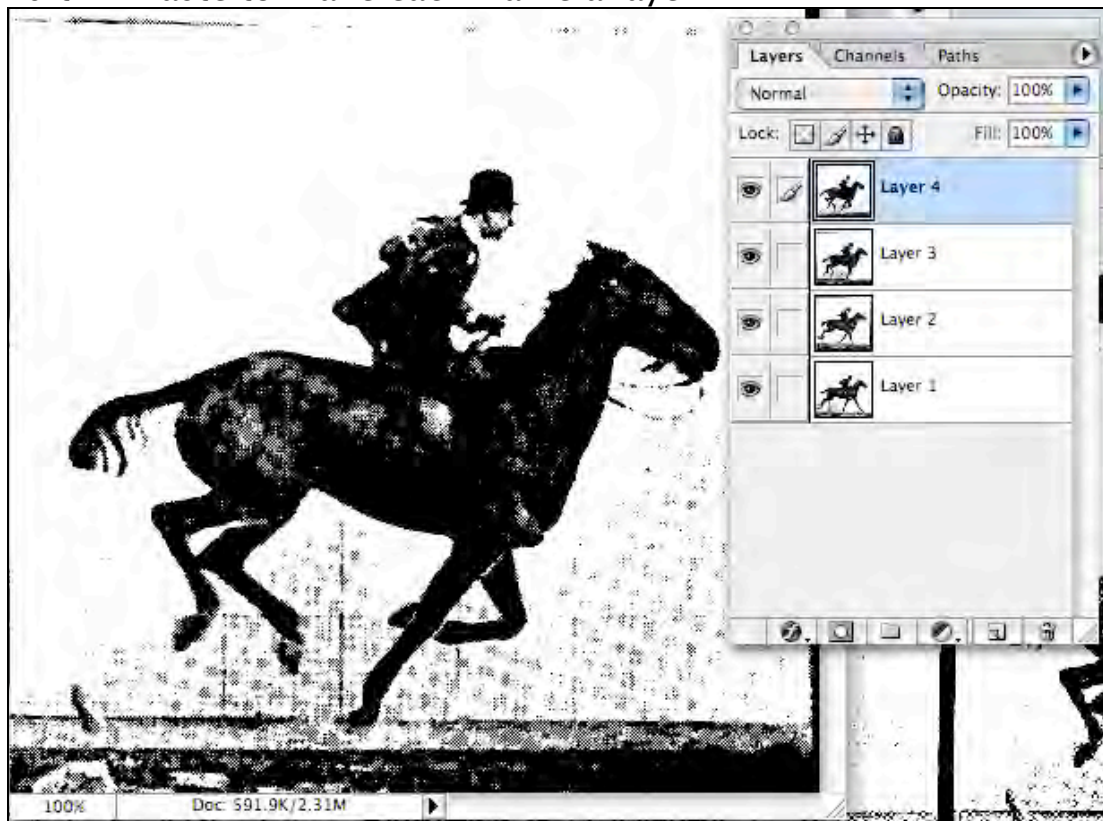 Layers Channels Paths
Normal Opacity: 100%
Lock: Fill: 100%
Layer 4
Layer 3
Layer 2
Layer 1
100% Doc: 591.9K/2.31M